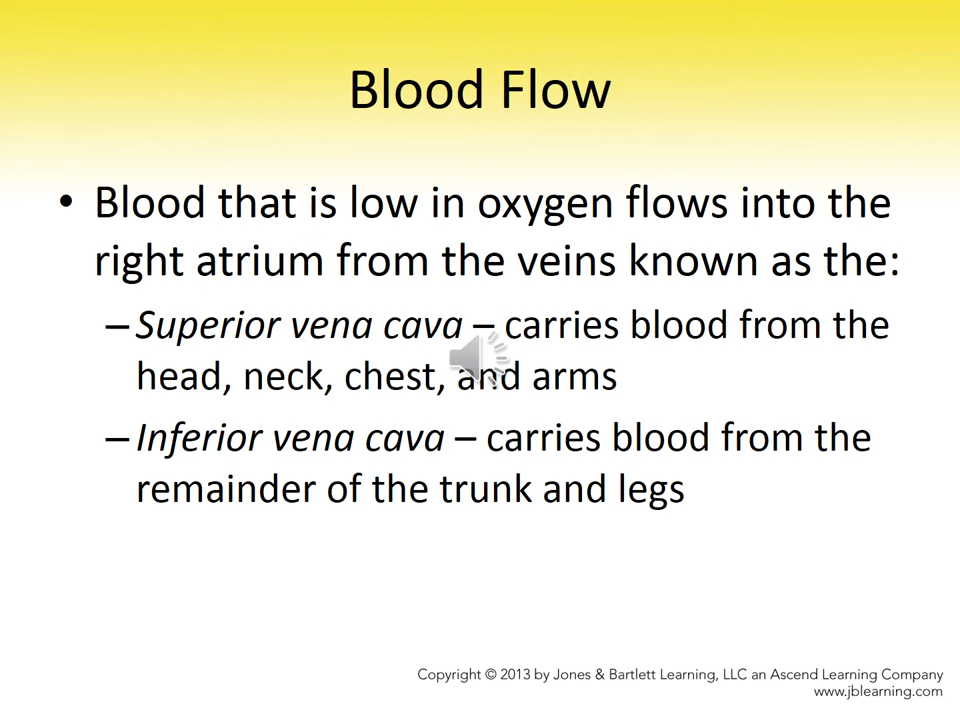 Blood Flow
• Blood that is low in oxygen flows into the
right atrium from the veins known as the:
– Superior vena cava – carries blood from the
head, neck, chest, and arms
– Inferior vena cava – carries blood from the
remainder of the trunk and legs
Copyright © 2013 by Jones & Bartlett Learning, LLC an Ascend Learning Company
www.jblearning.com